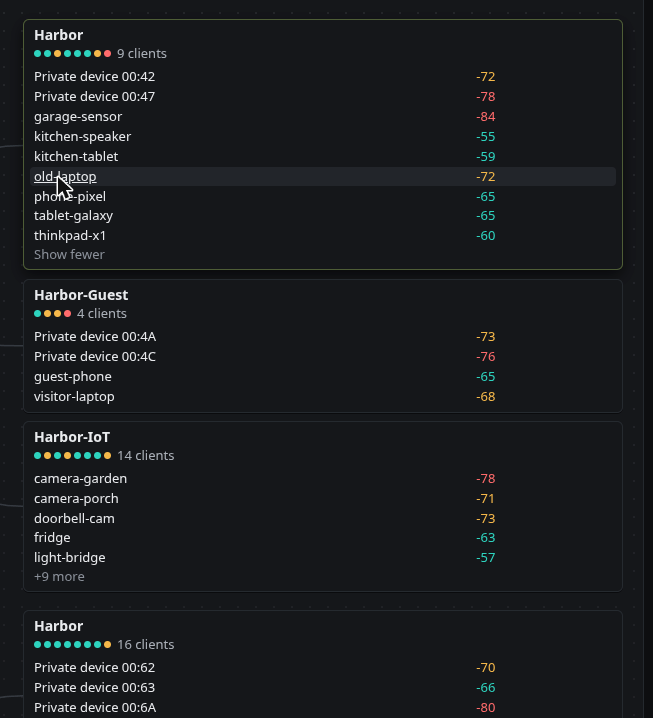 Harbor
9 clients
Private device 00:42 -72
Private device 00:47 -78
garage-sensor -84
kitchen-speaker -55
kitchen-tablet -59
old-laptop -72
phone-pixel -65
tablet-galaxy -65
thinkpad-x1 -60
Show fewer
Harbor-Guest
4 clients
Private device 00:4A -73
Private device 00:4C -76
guest-phone -65
visitor-laptop -68
Harbor-IoT
14 clients
camera-garden -78
camera-porch -71
doorbell-cam -73
fridge -63
light-bridge -57
+9 more
Harbor
16 clients
Private device 00:62 -70
Private device 00:63 -66
Private device 00:6A -80